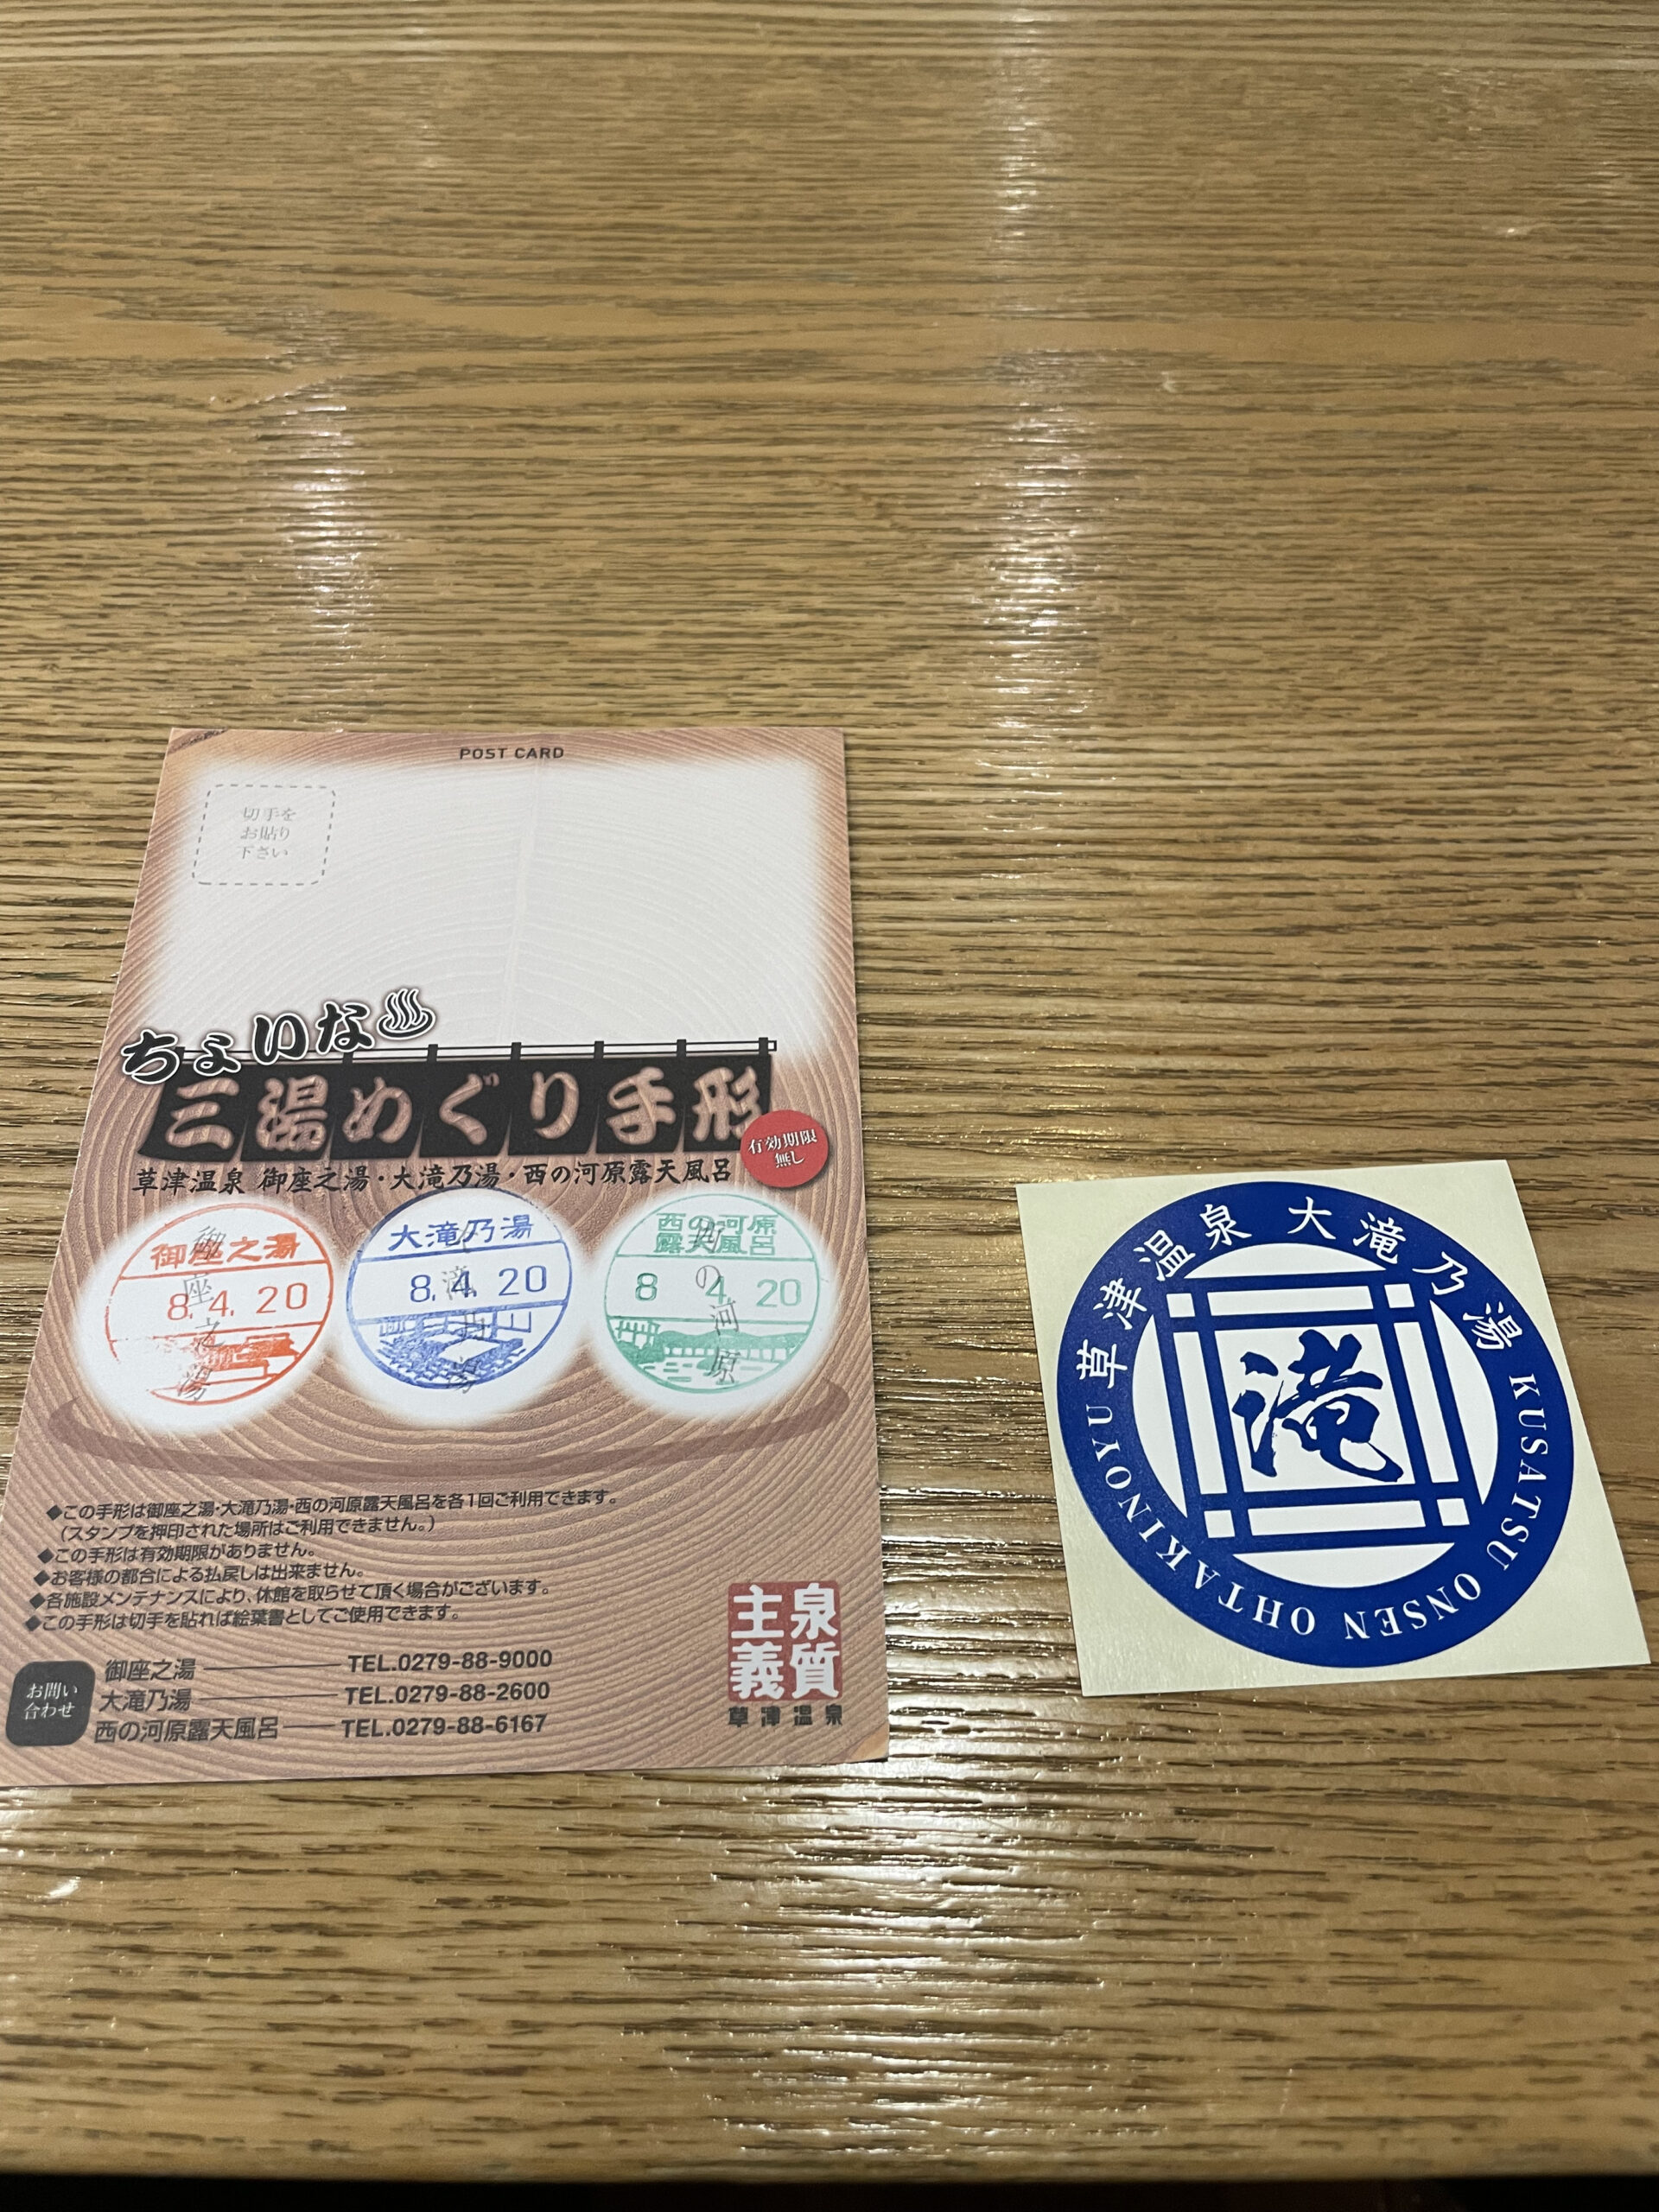 POST CARD
切手を
お貼り
下さい
ちょいな♨
三湯めぐり手形
有効期限
無し
草津温泉 御座之湯・大滝乃湯・西の河原露天風呂
御座之湯
8.4.20
御座之湯
大滝乃湯
8.4.20
大滝乃湯
西の河原
露天風呂
8 4 20
西の河原
◆この手形は御座之湯・大滝乃湯・西の河原露天風呂を各1回ご利用できます。
(スタンプを押印された場所はご利用できません。)
◆この手形は有効期限がありません。
◆お客様の都合による払戻しは出来ません。
◆各施設メンテナンスにより、休館を取らせて頂く場合がございます。
◆この手形は切手を貼れば絵葉書としてご使用できます。
お問い
合わせ
御座之湯 TEL.0279-88-9000
大滝乃湯 TEL.0279-88-2600
西の河原露天風呂 TEL.0279-88-6167
泉質
主義
草津温泉
草津温泉 大滝乃湯
滝
KUSATSU ONSEN OHTAKINOYU